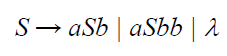 S → aSb | aSbb | λ